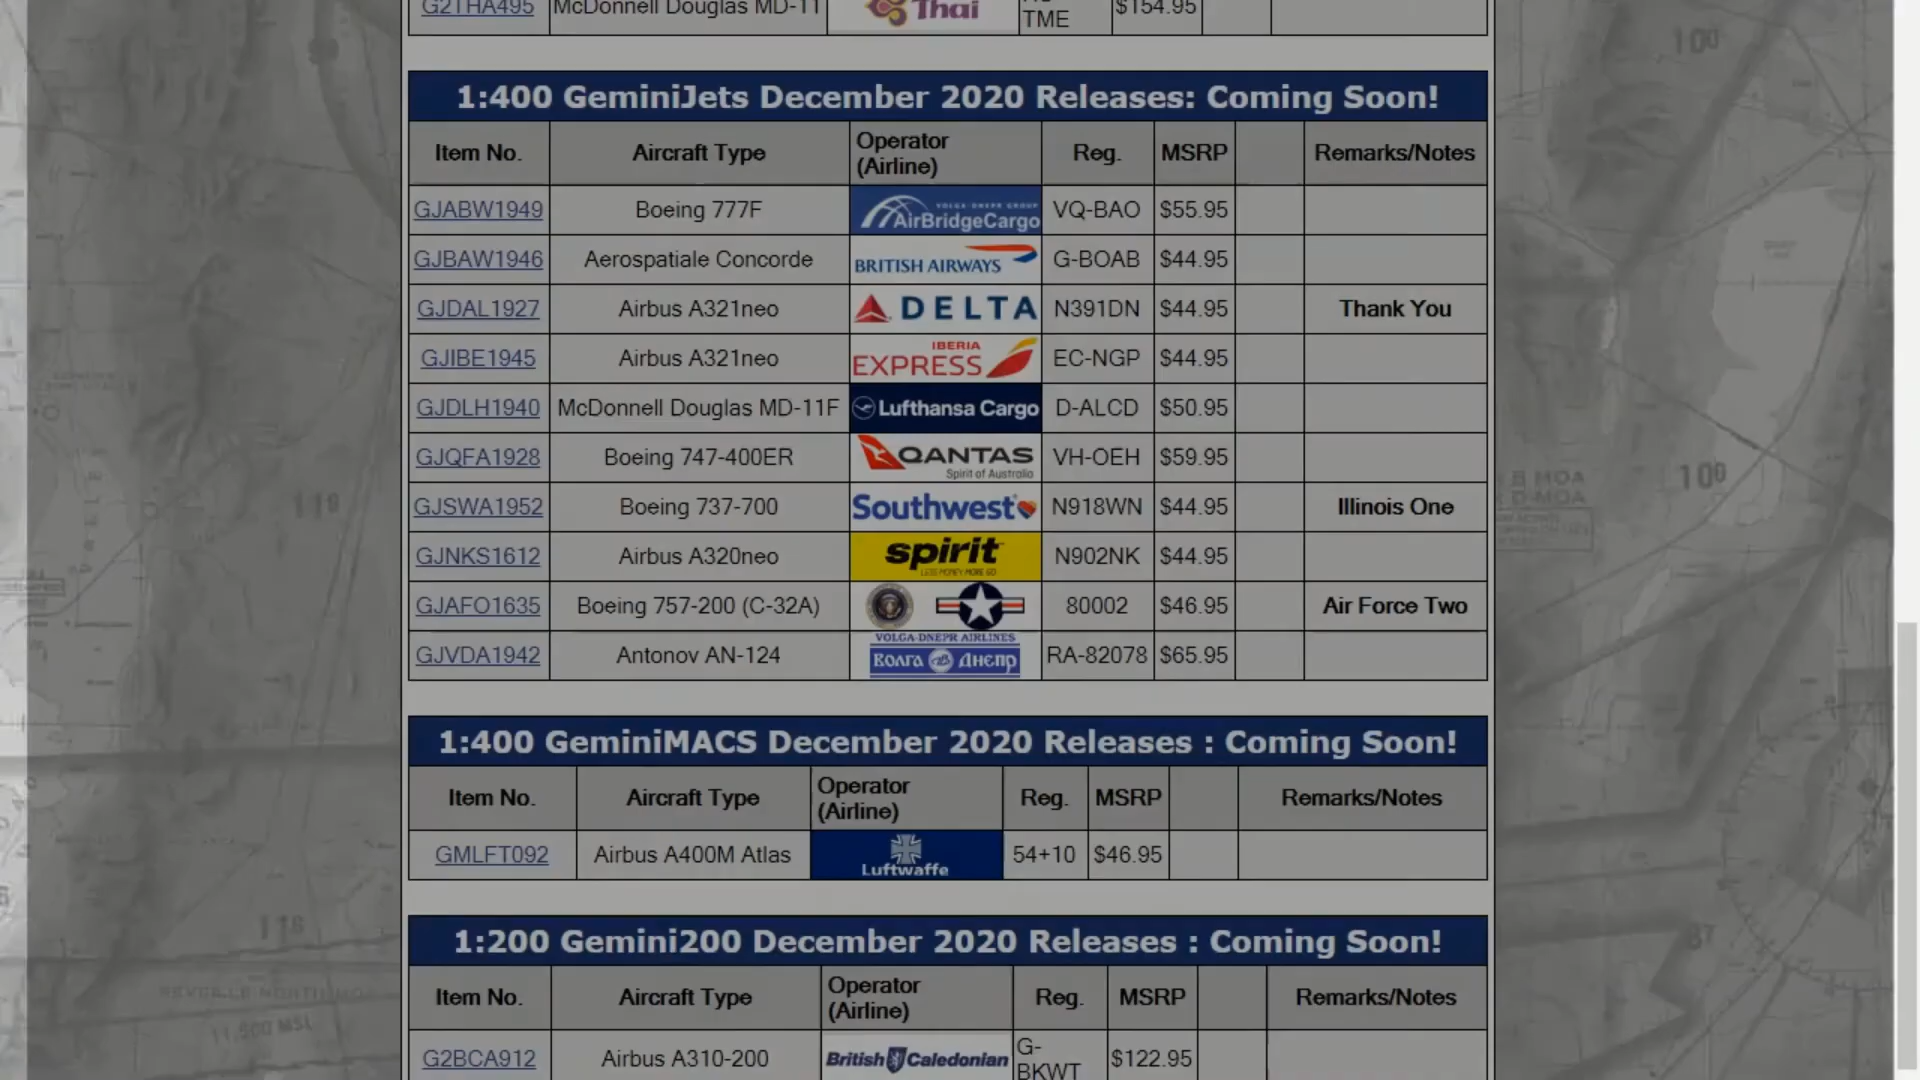 G2THA495 McDonnell Douglas MD-11 Thai TME $154.95
1:400 GeminiJets December 2020 Releases: Coming Soon!
Item No. Aircraft Type Operator (Airline) Reg. MSRP Remarks/Notes
GJABW1949 Boeing 777F VOLGA-DNEPR GROUP AirBridgeCargo VQ-BAO $55.95
GJBAW1946 Aerospatiale Concorde BRITISH AIRWAYS G-BOAB $44.95
GJDAL1927 Airbus A321neo DELTA N391DN $44.95 Thank You
GJIBE1945 Airbus A321neo IBERIA EXPRESS EC-NGP $44.95
GJDLH1940 McDonnell Douglas MD-11F Lufthansa Cargo D-ALCD $50.95
GJQFA1928 Boeing 747-400ER QANTAS Spirit of Australia VH-OEH $59.95
GJSWA1952 Boeing 737-700 Southwest N918WN $44.95 Illinois One
GJNKS1612 Airbus A320neo spirit LESS MONEY MORE GO N902NK $44.95
GJAFO1635 Boeing 757-200 (C-32A) 80002 $46.95 Air Force Two
GJVDA1942 Antonov AN-124 VOLGA-DNEPR AIRLINES Волга Днепр RA-82078 $65.95
1:400 GeminiMACS December 2020 Releases : Coming Soon!
Item No. Aircraft Type Operator (Airline) Reg. MSRP Remarks/Notes
GMLFT092 Airbus A400M Atlas Luftwaffe 54+10 $46.95
1:200 Gemini200 December 2020 Releases : Coming Soon!
Item No. Aircraft Type Operator (Airline) Reg. MSRP Remarks/Notes
G2BCA912 Airbus A310-200 British Caledonian G-BKWT $122.95